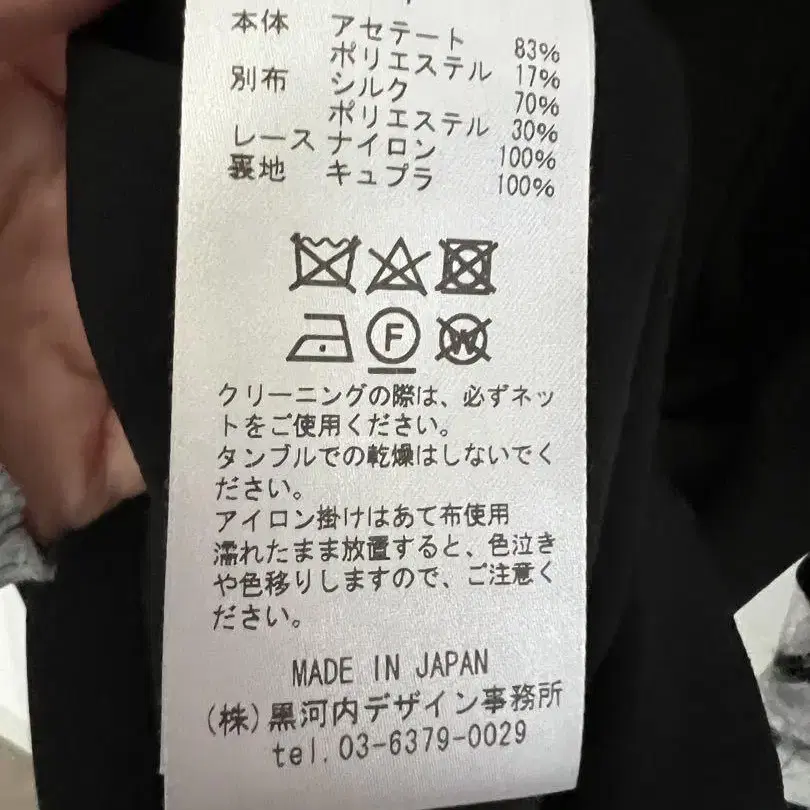 本体 アセテート 83%
ポリエステル 17%
別布 シルク 70%
ポリエステル 30%
レース ナイロン 100%
裏地 キュプラ 100%
F W
クリーニングの際は、必ずネッ
トをご使用ください。
タンブルでの乾燥はしないでく
ださい。
アイロン掛けはあて布使用
濡れたまま放置すると、色泣き
や色移りしますので、ご注意く
ださい。
MADE IN JAPAN
(株)黒河内デザイン事務所
tel.03-6379-0029